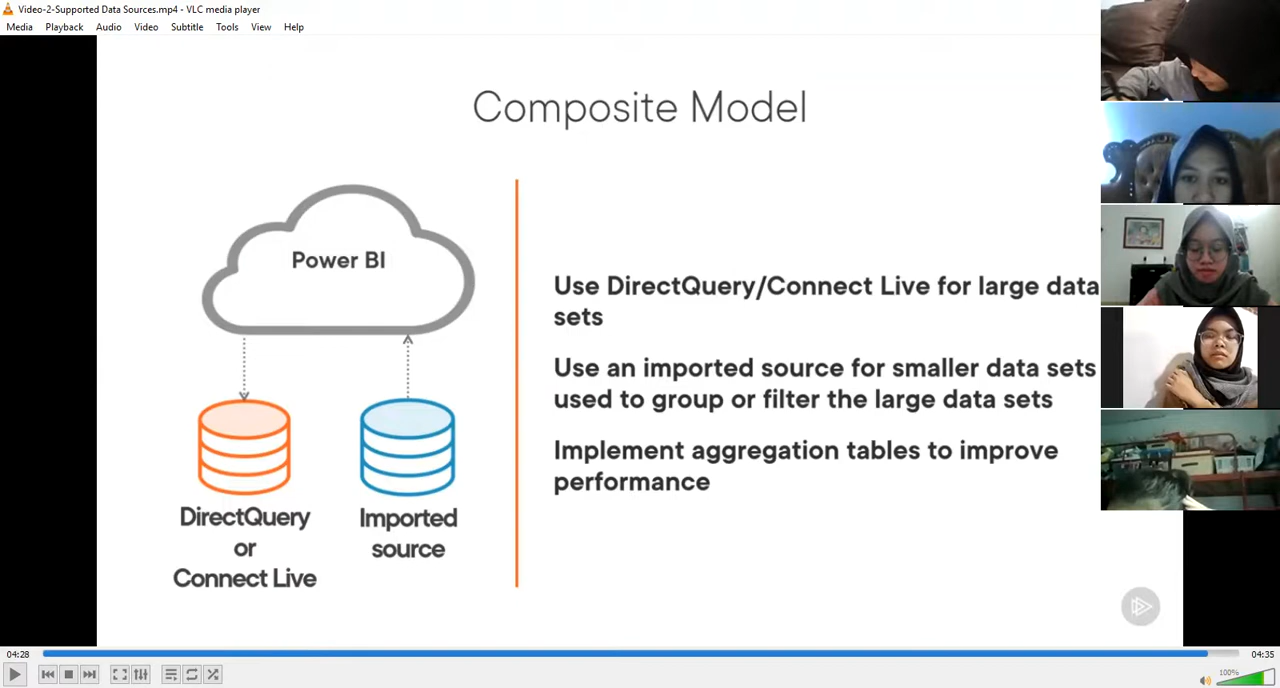 Video-2-Supported Data Sources.mp4 - VLC media player
Media Playback Audio Video Subtitle Tools View Help
Composite Model
Power BI
DirectQuery
or
Connect Live
Imported
source
Use DirectQuery/Connect Live for large data
sets
Use an imported source for smaller data sets
used to group or filter the large data sets
Implement aggregation tables to improve
performance
04:28
04:35
100%